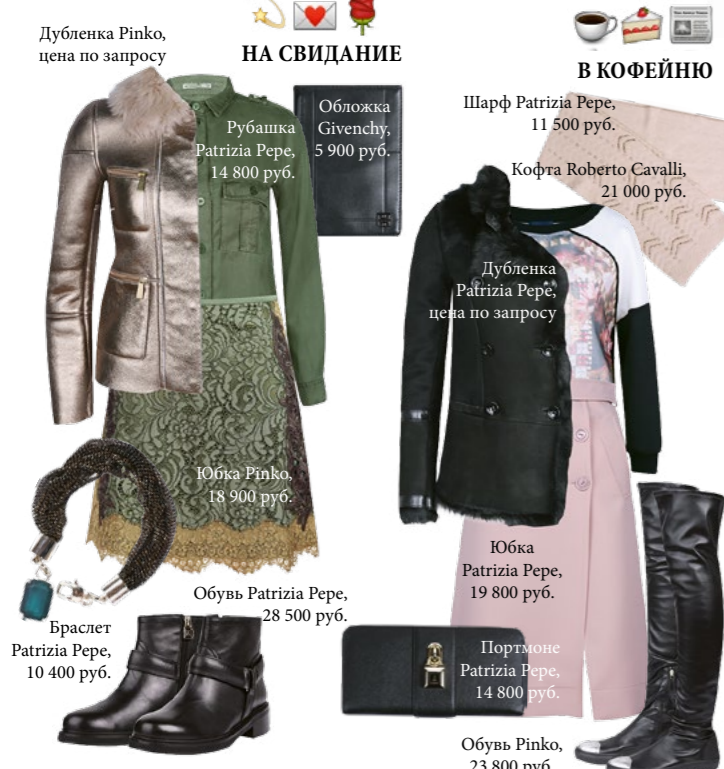 Дубленка Pinko,
цена по запросу
НА СВИДАНИЕ
Рубашка
Patrizia Pepe,
14 800 руб.
Обложка
Givenchy,
5 900 руб.
Юбка Pinko,
18 900 руб.
Обувь Patrizia Pepe,
28 500 руб.
Браслет
Patrizia Pepe,
10 400 руб.
В КОФЕЙНЮ
Шарф Patrizia Pepe,
11 500 руб.
Кофта Roberto Cavalli,
21 000 руб.
Дубленка
Patrizia Pepe,
цена по запросу
Юбка
Patrizia Pepe,
19 800 руб.
Портмоне
Patrizia Pepe,
14 800 руб.
Обувь Pinko,
23 800 руб.